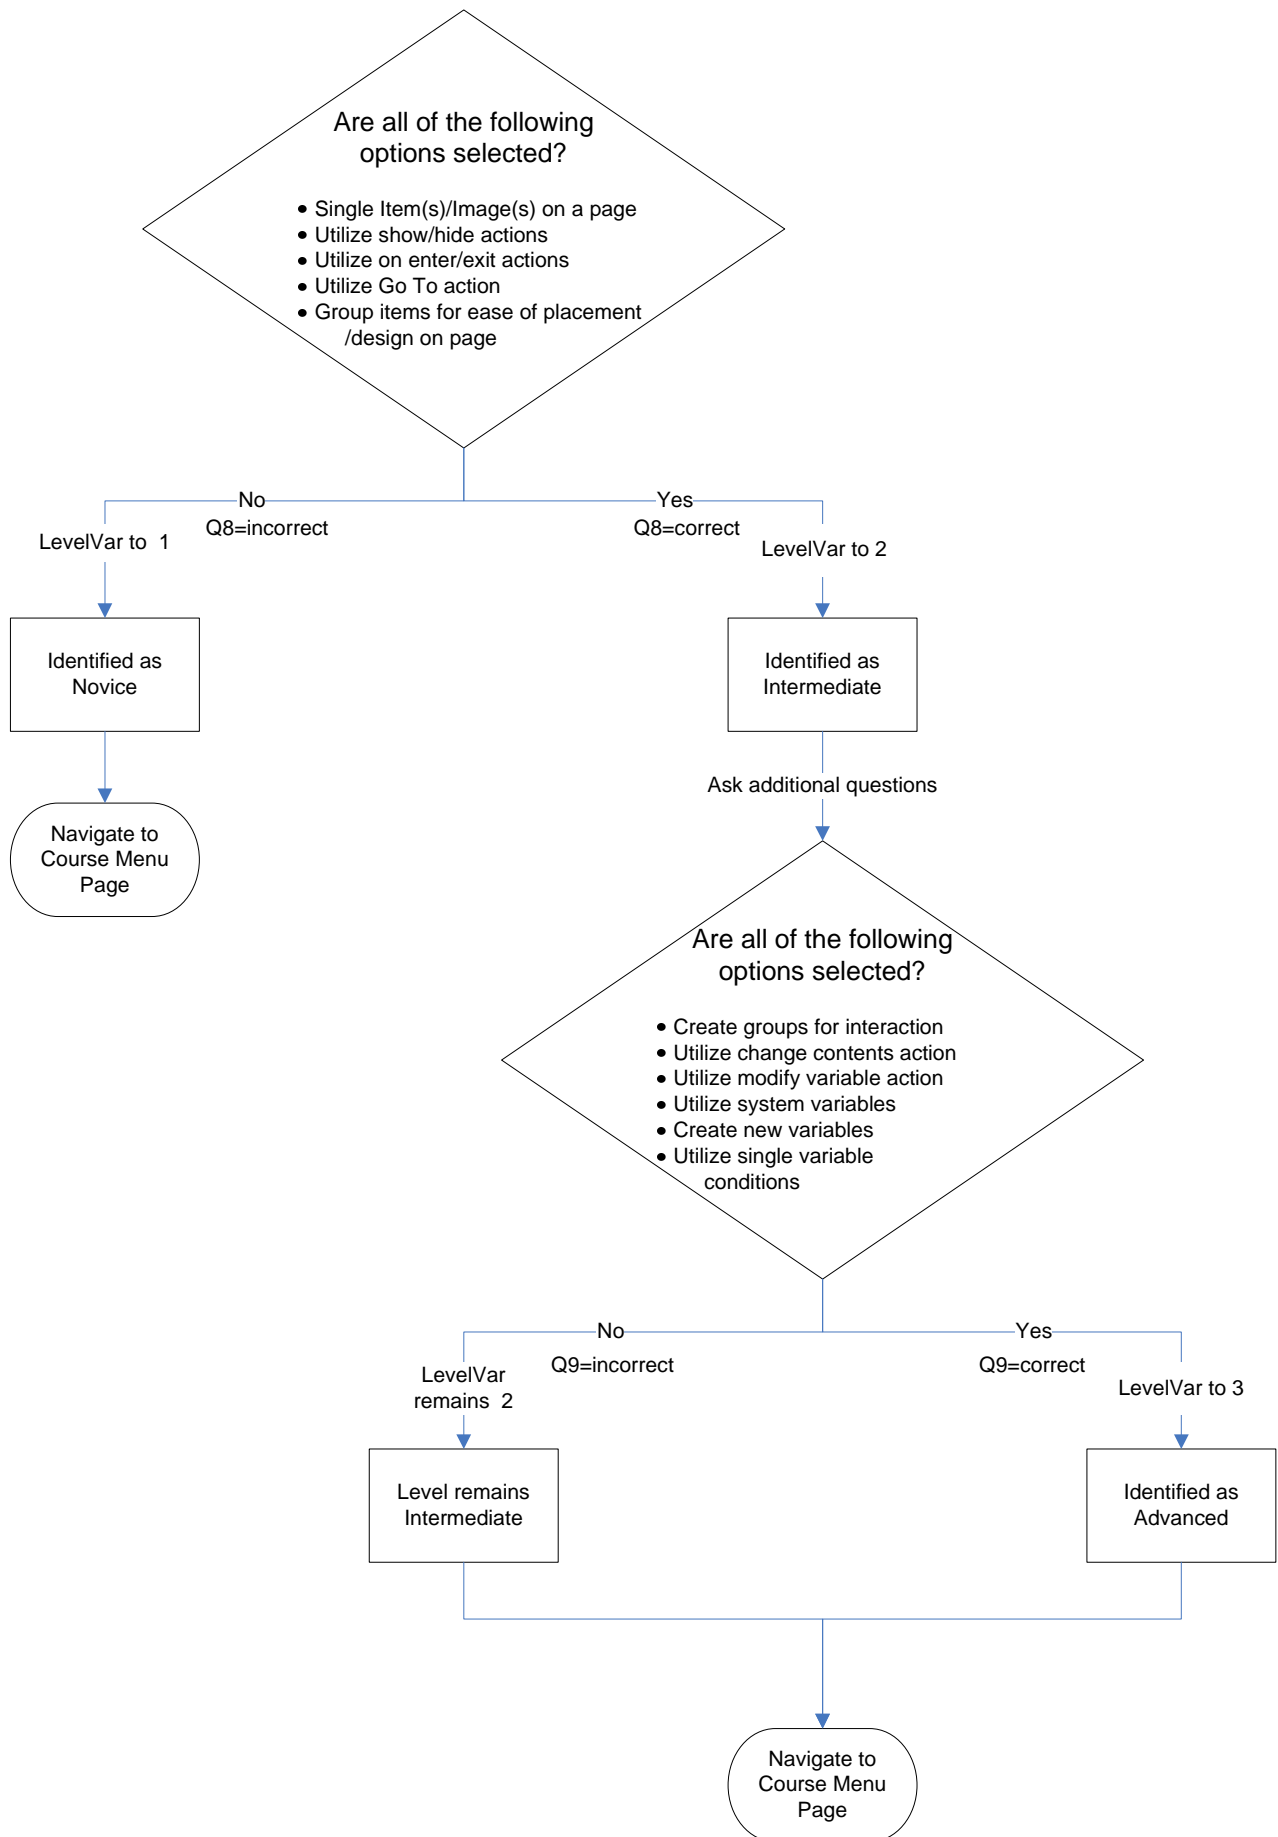 Are all of the following
options selected?
• Single Item(s)/Image(s) on a page
• Utilize show/hide actions
• Utilize on enter/exit actions
• Utilize Go To action
• Group items for ease of placement
/design on page
No
Yes
Q8=incorrect
Q8=correct
LevelVar to 1
LevelVar to 2
Identified as
Novice
Identified as
Intermediate
Ask additional questions
Navigate to
Course Menu
Page
Are all of the following
options selected?
• Create groups for interaction
• Utilize change contents action
• Utilize modify variable action
• Utilize system variables
• Create new variables
• Utilize single variable
conditions
No
Yes
Q9=incorrect
Q9=correct
LevelVar
remains 2
LevelVar to 3
Level remains
Intermediate
Identified as
Advanced
Navigate to
Course Menu
Page